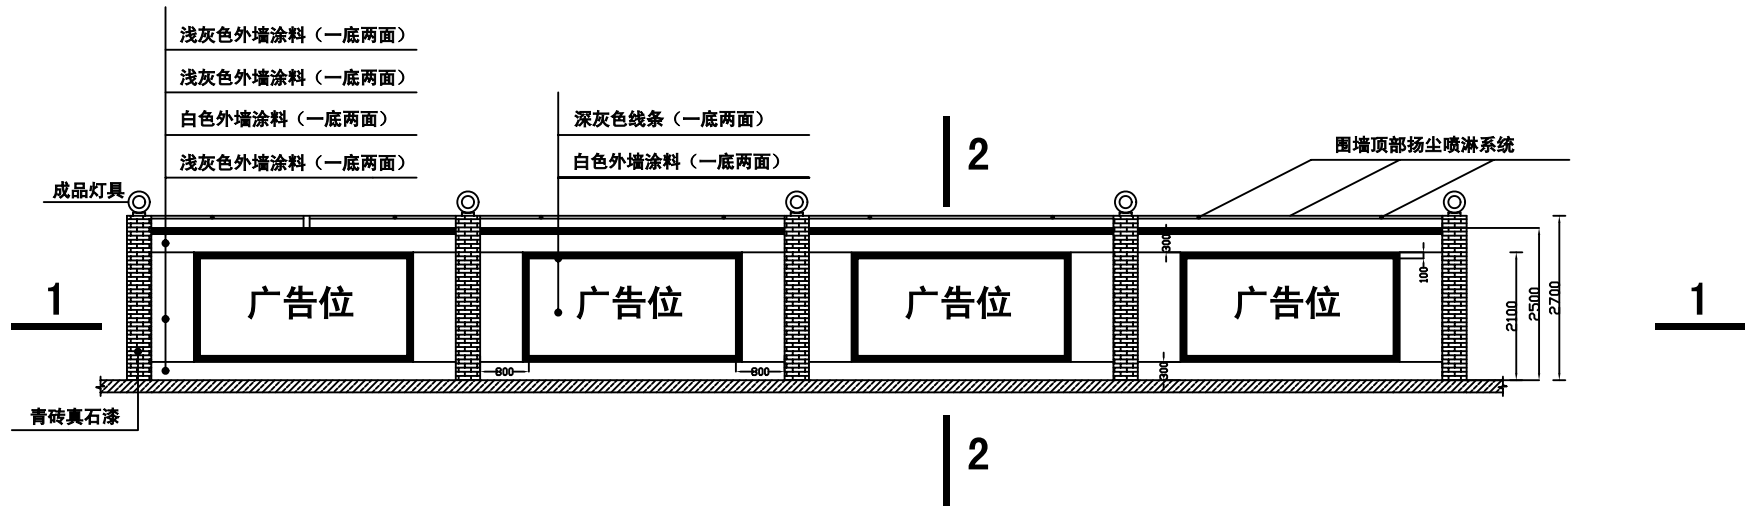 浅灰色外墙涂料（一底两面）
浅灰色外墙涂料（一底两面）
白色外墙涂料（一底两面）
浅灰色外墙涂料（一底两面）
深灰色线条（一底两面）
白色外墙涂料（一底两面）
围墙顶部扬尘喷淋系统
成品灯具
2
1
广告位
广告位
广告位
广告位
300
100
2100
2500
2700
1
800
800
300
青砖真石漆
2